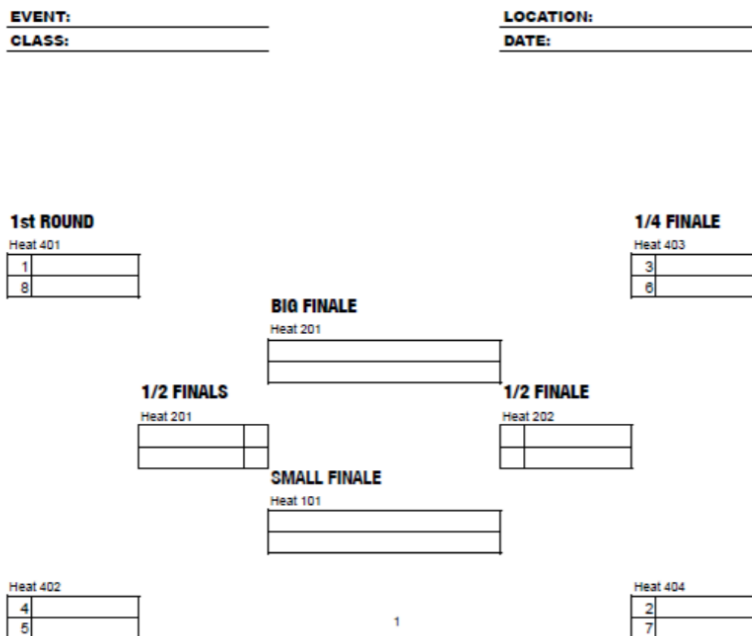 EVENT: LOCATION:
CLASS: DATE:
1st ROUND 1/4 FINALE
Heat 401 Heat 403
1 3
8 6
BIG FINALE
Heat 201
1/2 FINALS 1/2 FINALE
Heat 201 Heat 202
SMALL FINALE
Heat 101
Heat 402 Heat 404
4 2
5 1 7